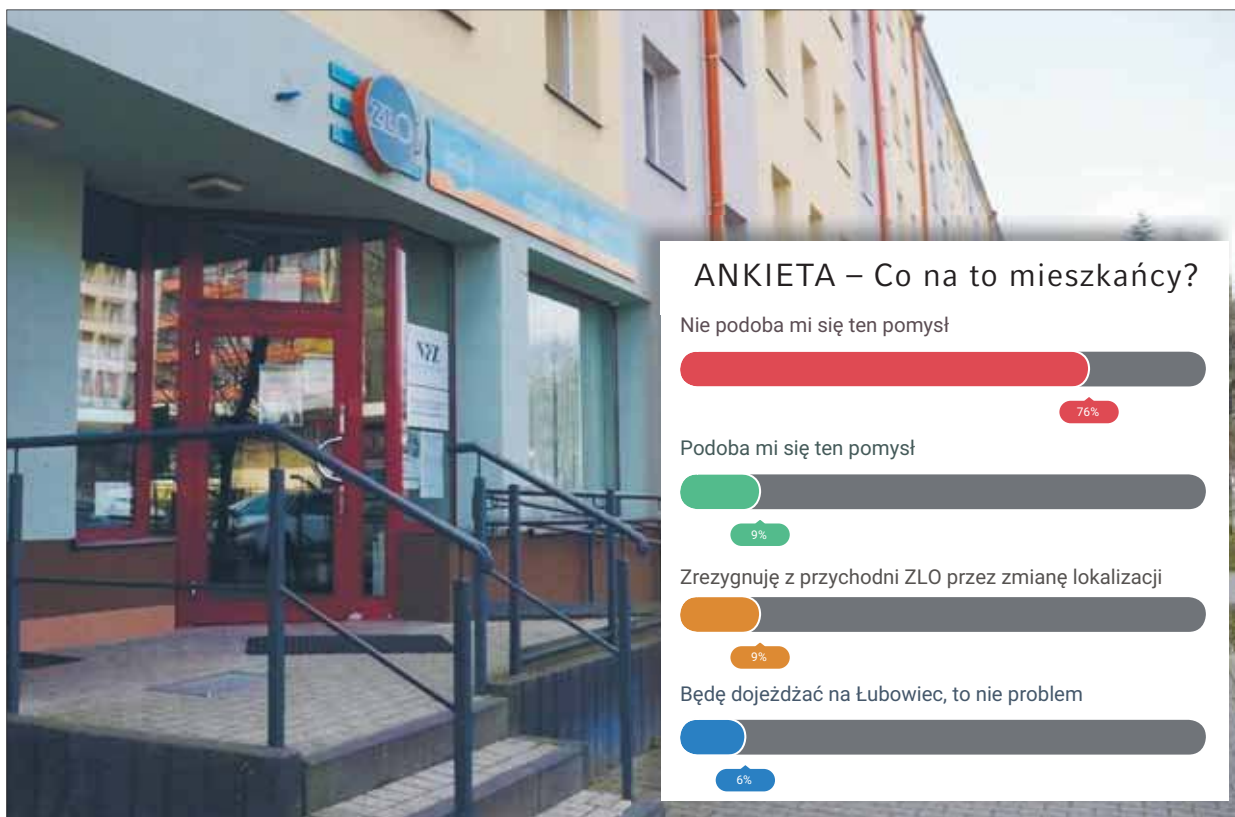 ZLO
NFZ
ANKIETA – Co na to mieszkańcy?
Nie podoba mi się ten pomysł
76%
Podoba mi się ten pomysł
9%
Zrezygnuję z przychodni ZLO przez zmianę lokalizacji
9%
Będę dojeżdżać na Łubowiec, to nie problem
6%